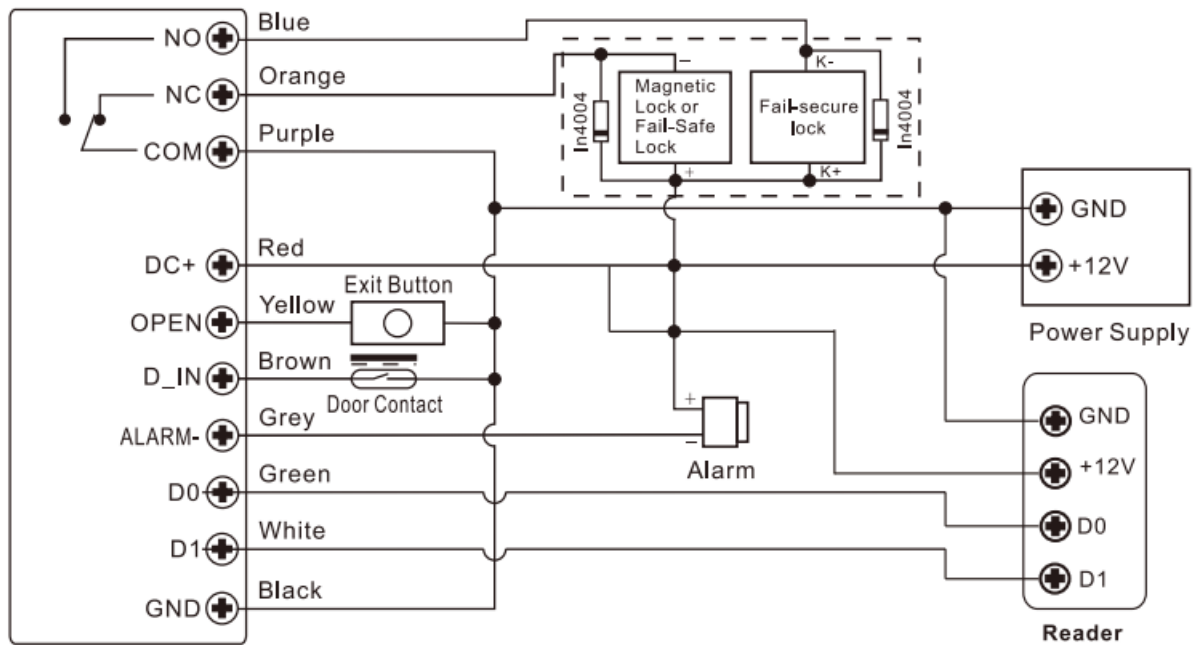 NO
Blue
NC
Orange
COM
Purple
DC+
Red
OPEN
Yellow
D_IN
Brown
ALARM-
Grey
D0
Green
D1
White
GND
Black
Exit Button
Door Contact
In4004
−
Magnetic
Lock or
Fail-Safe
Lock
+
K-
Fail-secure
lock
K+
In4004
+
−
Alarm
GND
+12V
Power Supply
GND
+12V
D0
D1
Reader